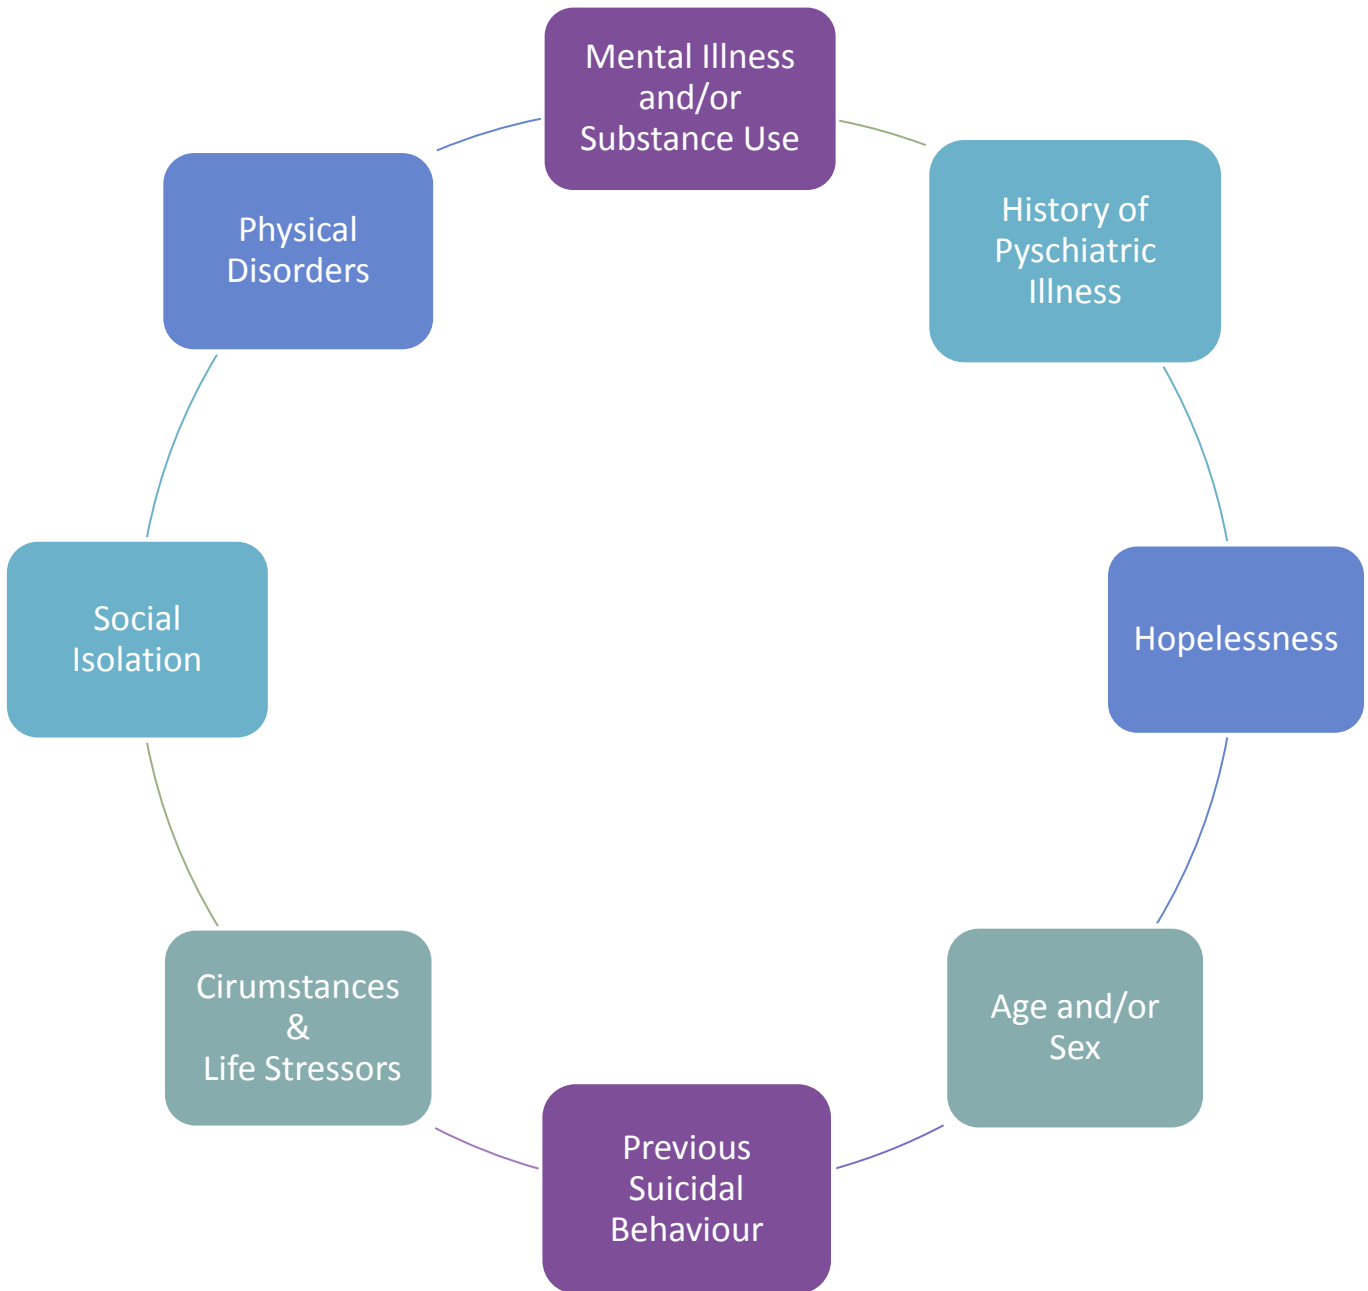 Mental Illness
and/or
Substance Use
History of
Pyschiatric
Illness
Hopelessness
Age and/or
Sex
Previous
Suicidal
Behaviour
Cirumstances
&
Life Stressors
Social
Isolation
Physical
Disorders